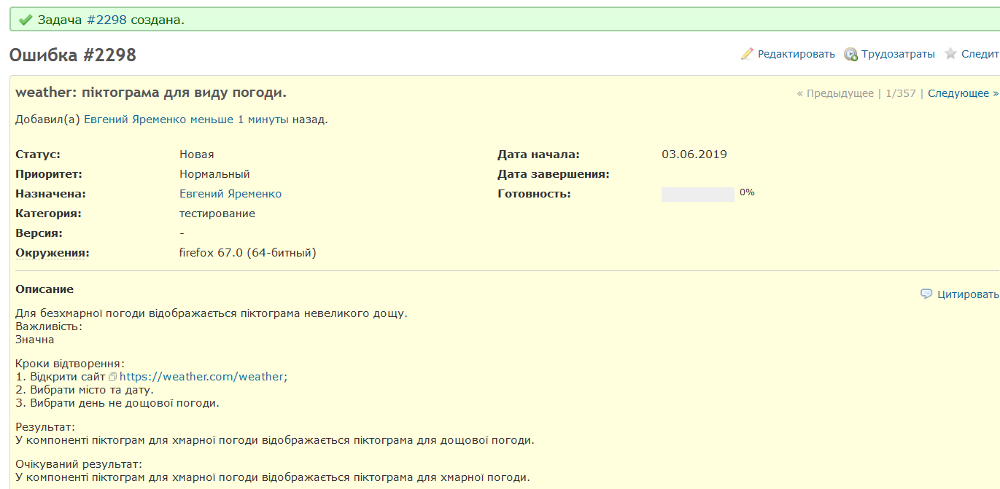 Задача #2298 создана.
Ошибка #2298
Редактировать Трудозатраты Следит
weather: піктограма для виду погоди.
« Предыдущее | 1/357 | Следующее »
Добавил(а) Евгений Яременко меньше 1 минуты назад.
Статус: Новая Дата начала: 03.06.2019
Приоритет: Нормальный Дата завершения:
Назначена: Евгений Яременко Готовность: 0%
Категория: тестирование
Версия: -
Окружения: firefox 67.0 (64-битный)
Описание
Цитировать
Для безхмарної погоди відображається піктограма невеликого дощу.
Важливість:
Значна
Кроки відтворення:
1. Відкрити сайт https://weather.com/weather;
2. Вибрати місто та дату.
3. Вибрати день не дощової погоди.
Результат:
У компоненті піктограм для хмарної погоди відображається піктограма для дощової погоди.
Очікуваний результат:
У компоненті піктограм для хмарної погоди відображається піктограма для хмарної погоди.